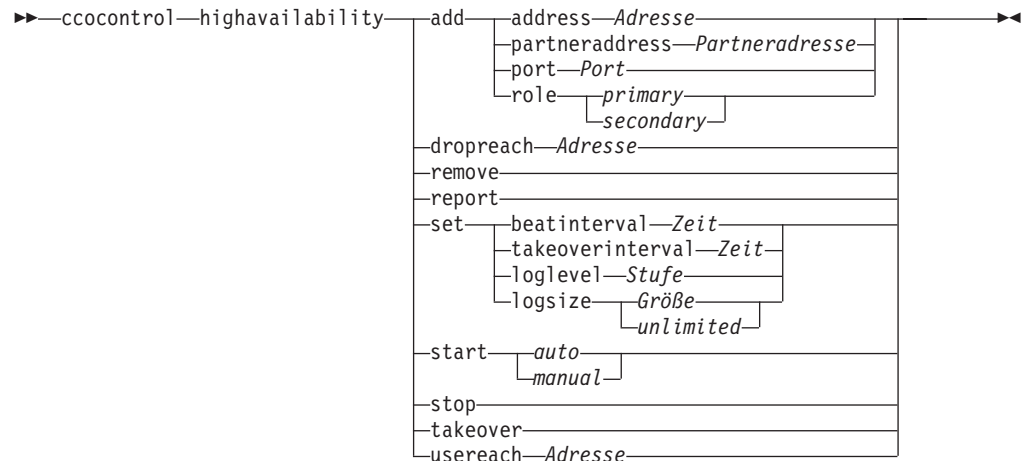 ccocontrol highavailability add address Adresse
partneraddress Partneradresse
port Port
role primary
secondary
dropreach Adresse
remove
report
set beatinterval Zeit
takeoverinterval Zeit
loglevel Stufe
logsize Größe
unlimited
start auto
manual
stop
takeover
usereach Adresse